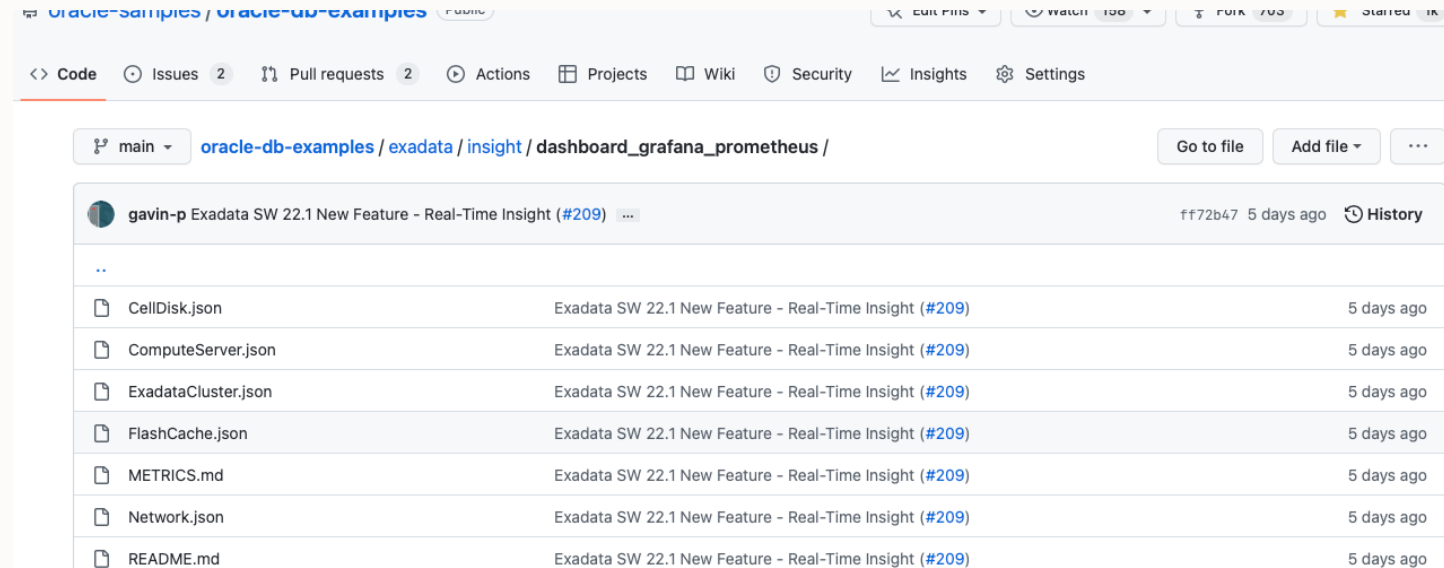 oracle-samples / oracle-db-examples Public Edit Pins Watch 158 Fork 703 Starred 1k
<> Code Issues 2 Pull requests 2 Actions Projects Wiki Security Insights Settings
main oracle-db-examples / exadata / insight / dashboard_grafana_prometheus / Go to file Add file ...
gavin-p Exadata SW 22.1 New Feature - Real-Time Insight (#209) ... ff72b47 5 days ago History
..
CellDisk.json Exadata SW 22.1 New Feature - Real-Time Insight (#209) 5 days ago
ComputeServer.json Exadata SW 22.1 New Feature - Real-Time Insight (#209) 5 days ago
ExadataCluster.json Exadata SW 22.1 New Feature - Real-Time Insight (#209) 5 days ago
FlashCache.json Exadata SW 22.1 New Feature - Real-Time Insight (#209) 5 days ago
METRICS.md Exadata SW 22.1 New Feature - Real-Time Insight (#209) 5 days ago
Network.json Exadata SW 22.1 New Feature - Real-Time Insight (#209) 5 days ago
README.md Exadata SW 22.1 New Feature - Real-Time Insight (#209) 5 days ago